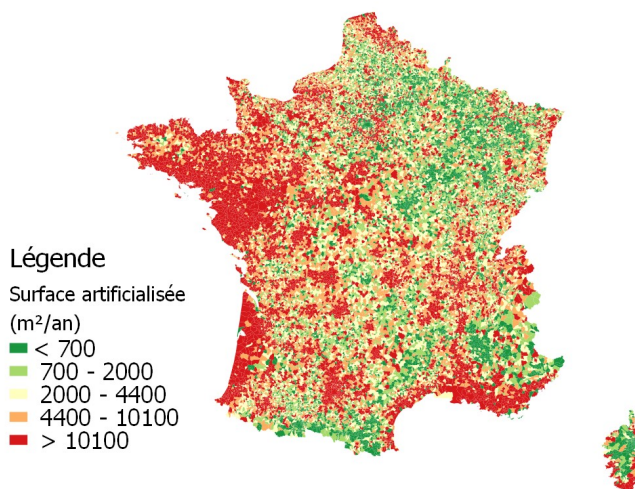 Légende
Surface artificialisée
(m²/an)
< 700
700 - 2000
2000 - 4400
4400 - 10100
> 10100